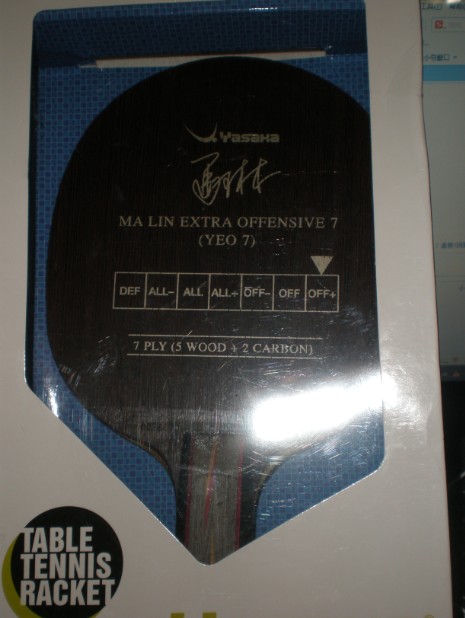 Yasaka
马林
MA LIN EXTRA OFFENSIVE 7
(YEO 7)
DEF ALL- ALL ALL+ OFF- OFF OFF+
7 PLY (5 WOOD + 2 CARBON)
TABLE
TENNIS
RACKET